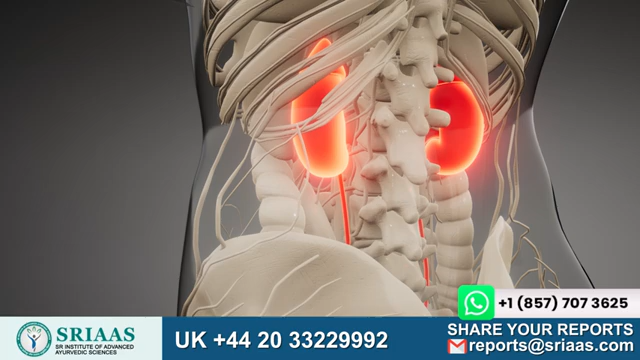 +1 (857) 707 3625
SRIAAS
SR INSTITUTE OF ADVANCED
AYURVEDIC SCIENCES
UK +44 20 33229992
SHARE YOUR REPORTS
reports@sriaas.com